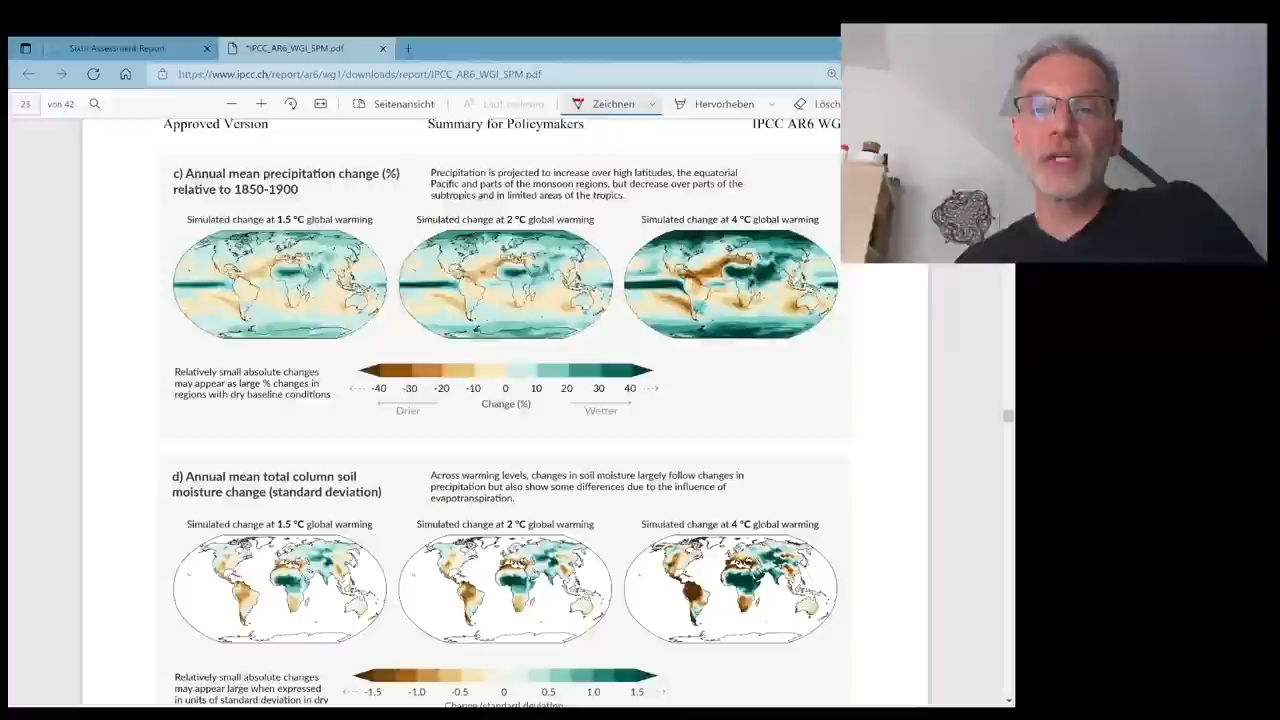 Sixth Assessment Report
*IPCC_AR6_WGI_SPM.pdf
https://www.ipcc.ch/report/ar6/wg1/downloads/report/IPCC_AR6_WGI_SPM.pdf
23 von 42 Seitenansicht Laut vorlesen Zeichnen Hervorheben Lösch
Approved Version Summary for Policymakers IPCC AR6 WG
c) Annual mean precipitation change (%)
relative to 1850-1900
Precipitation is projected to increase over high latitudes, the equatorial
Pacific and parts of the monsoon regions, but decrease over parts of the
subtropics and in limited areas of the tropics.
Simulated change at 1.5 °C global warming
Simulated change at 2 °C global warming
Simulated change at 4 °C global warming
Relatively small absolute changes
may appear as large % changes in
regions with dry baseline conditions
-40 -30 -20 -10 0 10 20 30 40
Change (%)
Drier
Wetter
d) Annual mean total column soil
moisture change (standard deviation)
Across warming levels, changes in soil moisture largely follow changes in
precipitation but also show some differences due to the influence of
evapotranspiration.
Simulated change at 1.5 °C global warming
Simulated change at 2 °C global warming
Simulated change at 4 °C global warming
Relatively small absolute changes
may appear large when expressed
in units of standard deviation in dry
-1.5 -1.0 -0.5 0 0.5 1.0 1.5
Change (standard deviation